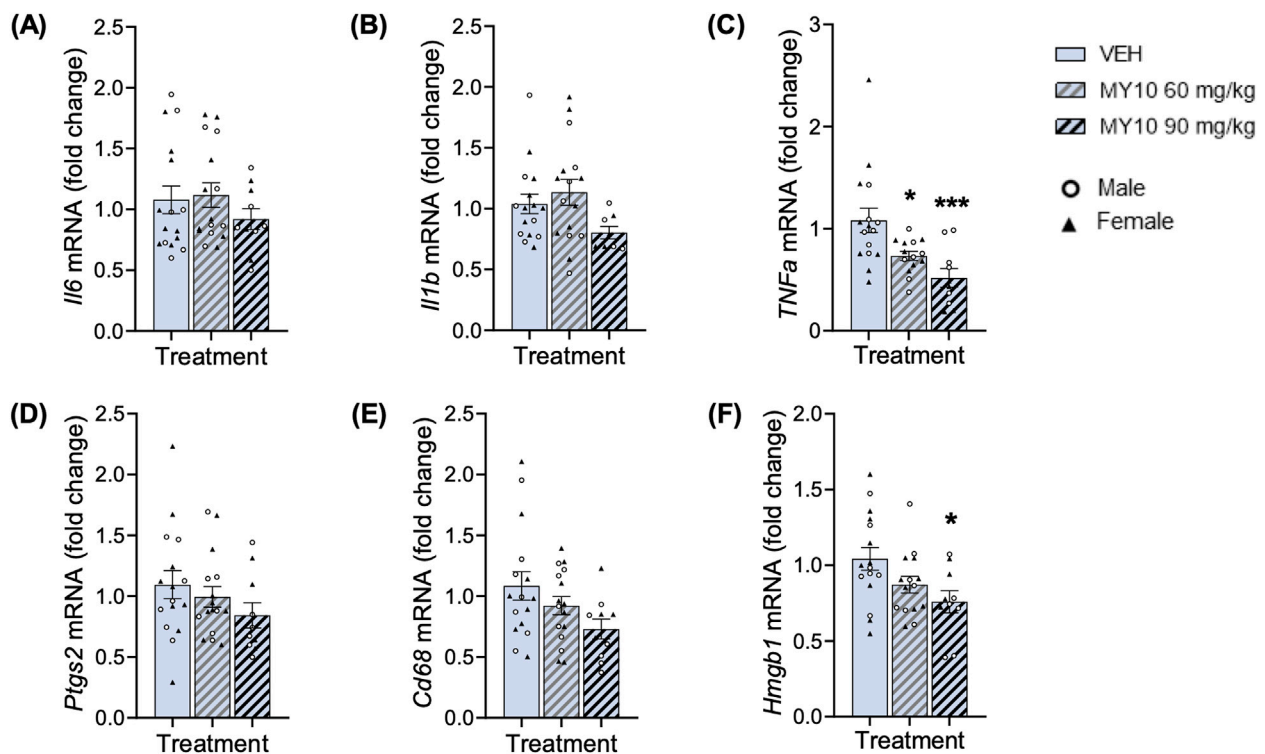 (A)
Il6 mRNA (fold change)
2.5
2.0
1.5
1.0
0.5
0.0
Treatment
(B)
Il1b mRNA (fold change)
2.5
2.0
1.5
1.0
0.5
0.0
Treatment
(C)
TNFa mRNA (fold change)
3
2
1
0
*
***
Treatment
VEH
MY10 60 mg/kg
MY10 90 mg/kg
Male
Female
(D)
Ptgs2 mRNA (fold change)
2.5
2.0
1.5
1.0
0.5
0.0
Treatment
(E)
Cd68 mRNA (fold change)
2.5
2.0
1.5
1.0
0.5
0.0
Treatment
(F)
Hmgb1 mRNA (fold change)
2.0
1.5
1.0
0.5
0.0
*
Treatment